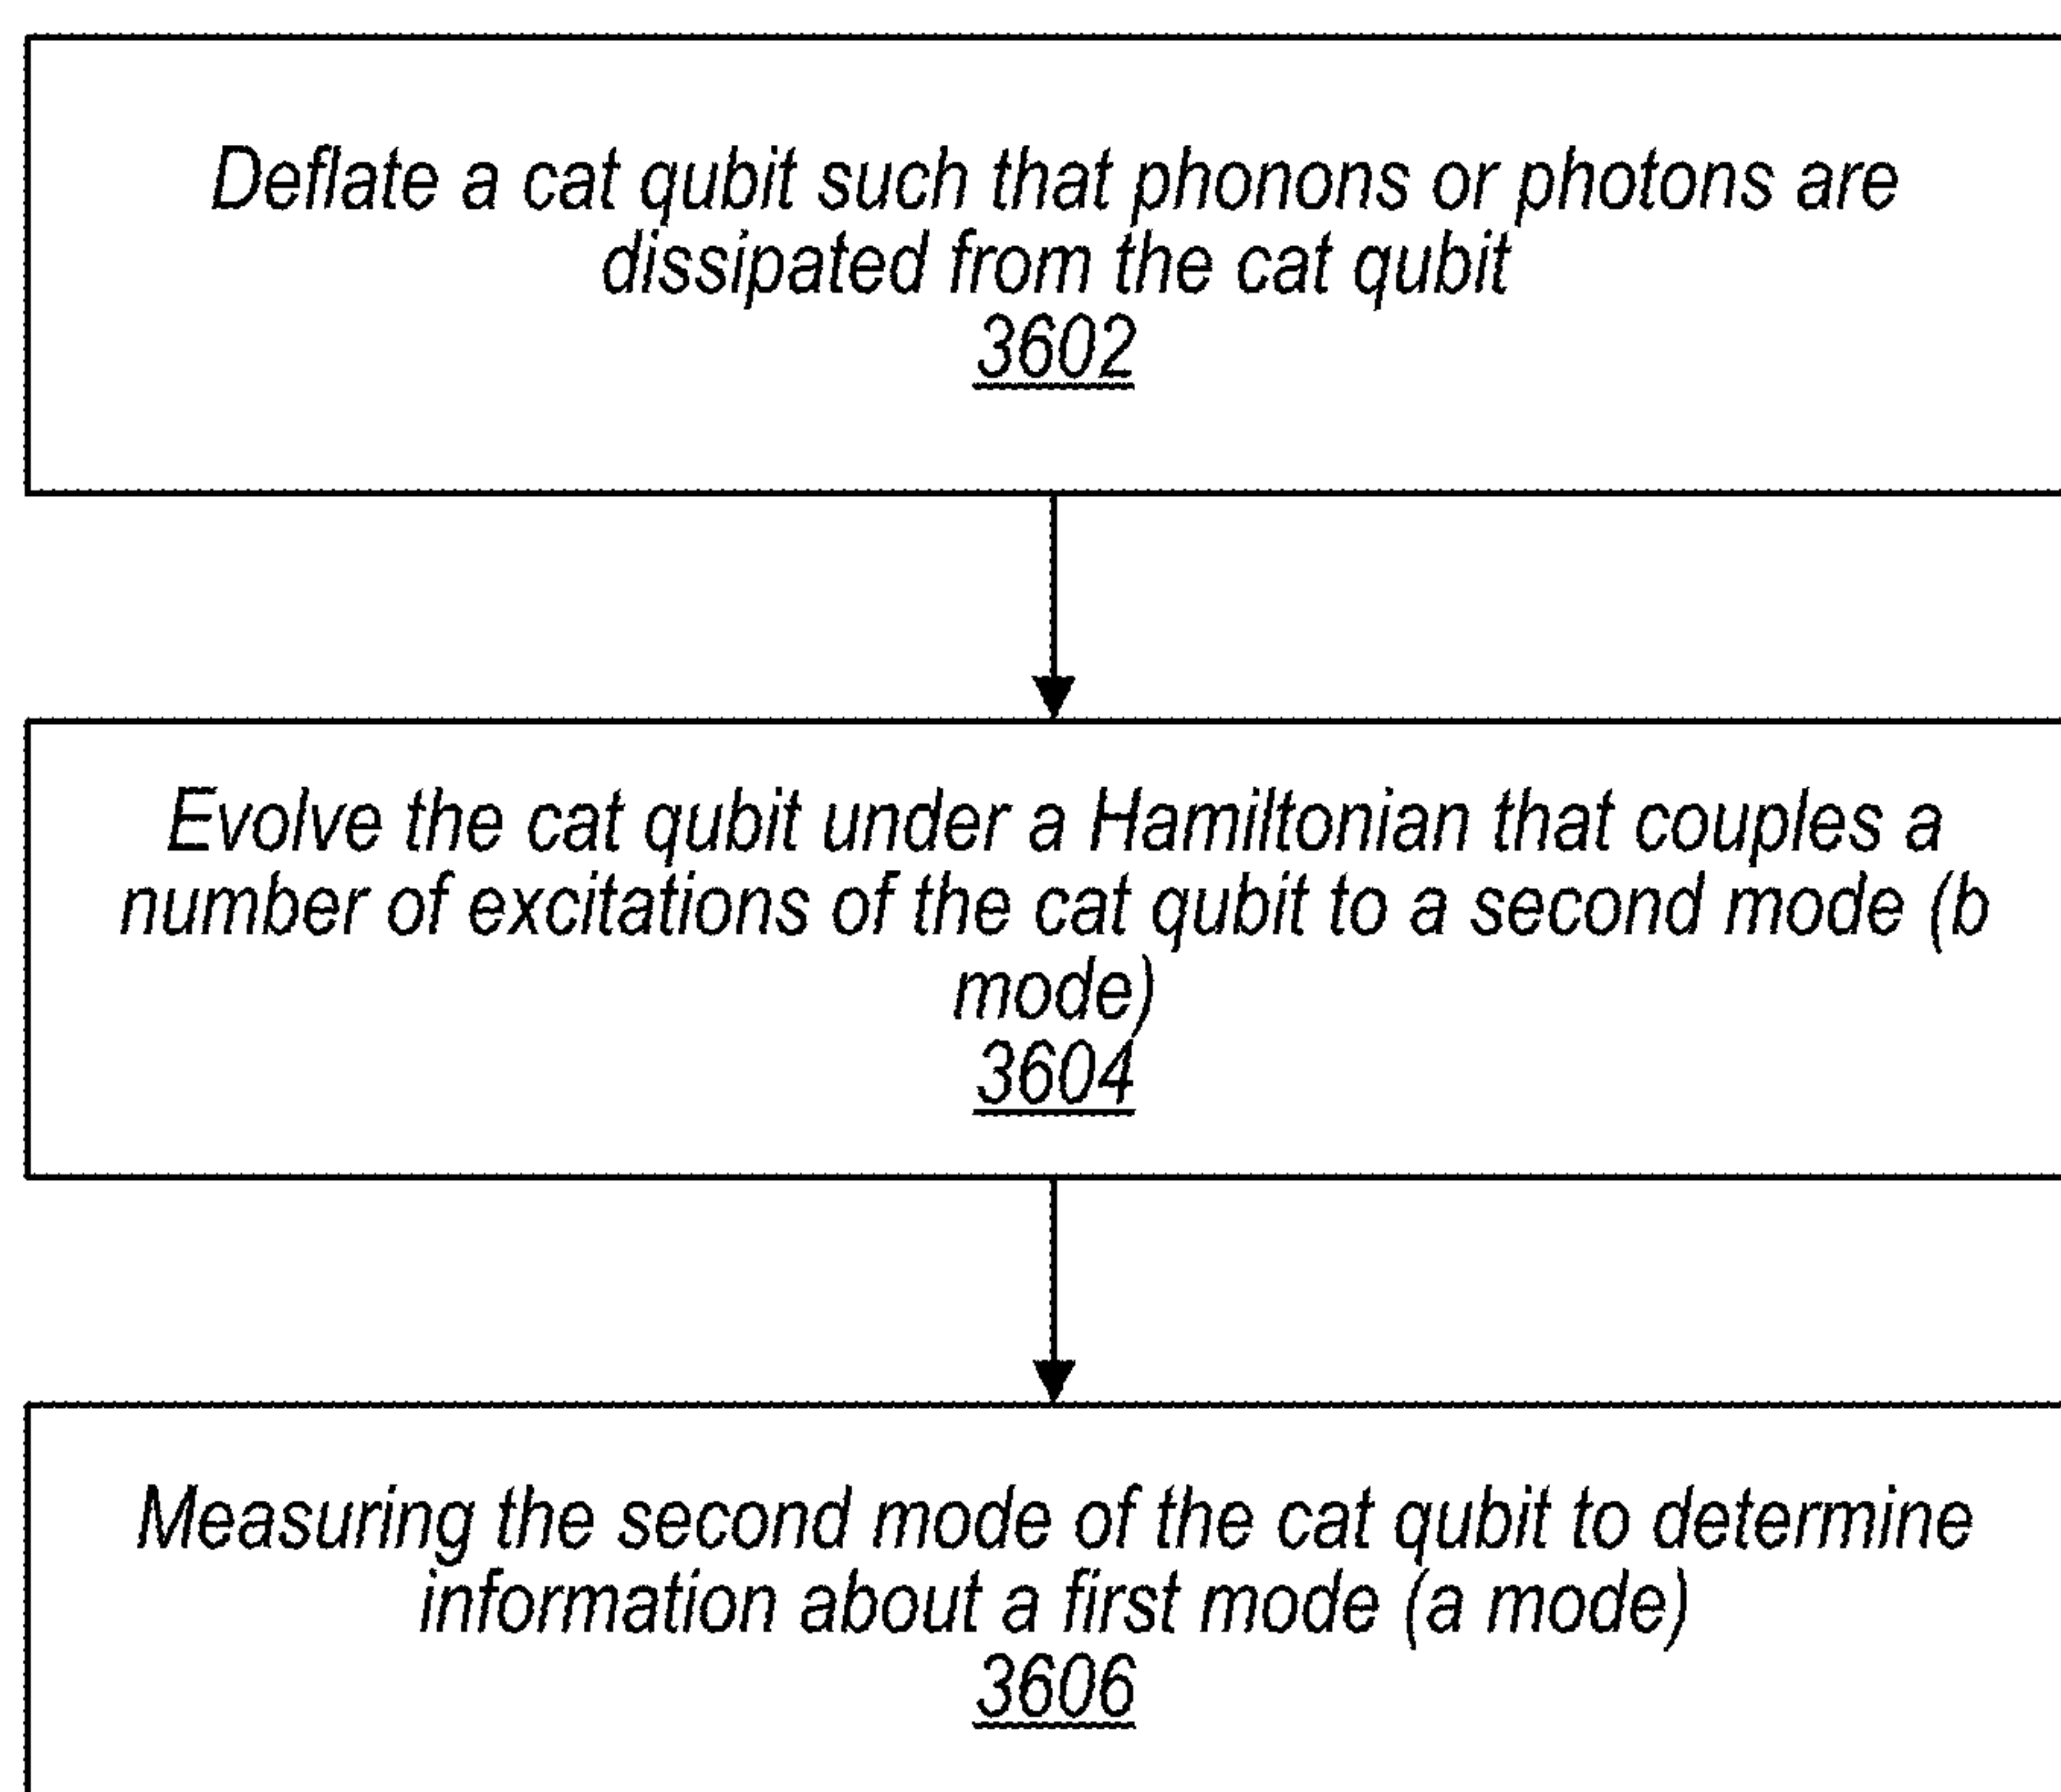 Deflate a cat qubit such that phonons or photons are
dissipated from the cat qubit
3602
Evolve the cat qubit under a Hamiltonian that couples a
number of excitations of the cat qubit to a second mode (b
mode)
3604
Measuring the second mode of the cat qubit to determine
information about a first mode (a mode)
3606